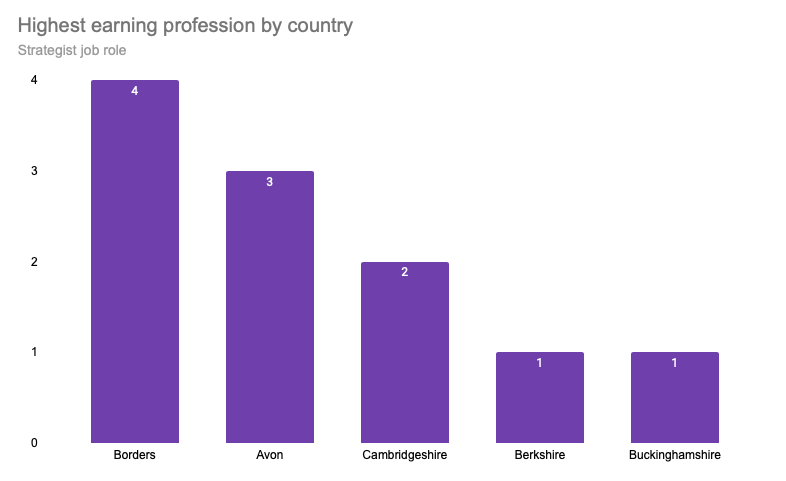 Highest earning profession by country
Strategist job role
4
3
2
1
0
4
3
2
1
1
Borders
Avon
Cambridgeshire
Berkshire
Buckinghamshire